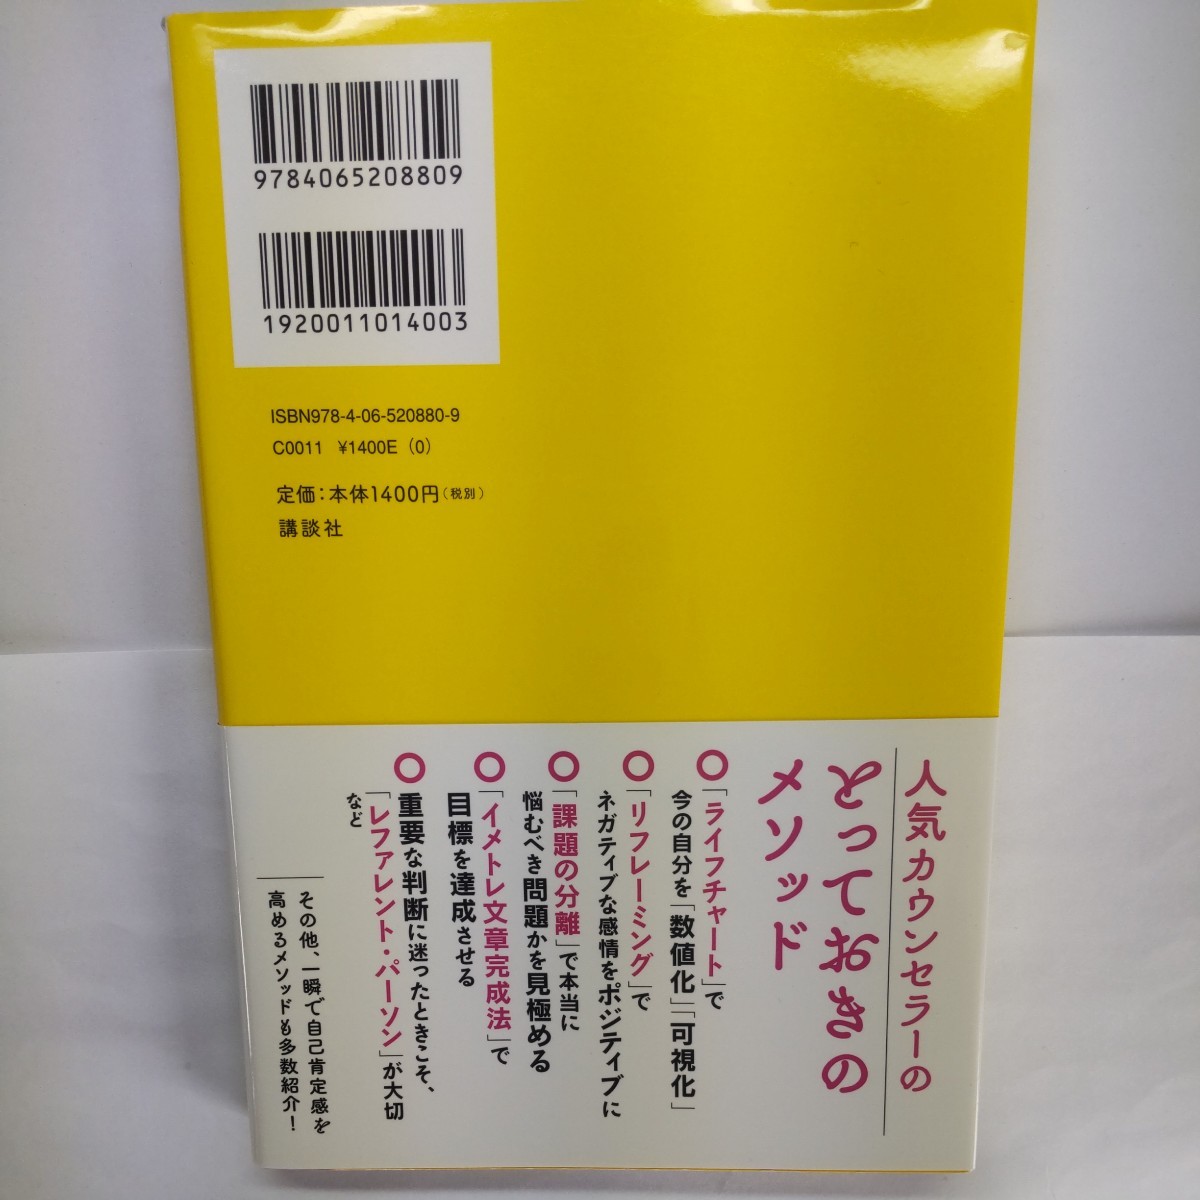 9784065208809
1920011014003
ISBN978-4-06-520880-9
C0011 ¥1400E (0)
定価:本体1400円(税別)
講談社
人気カウンセラーの
とっておきの
メソッド
○「ライフチャート」で
今の自分を「数値化」「可視化」
○「リフレーミング」で
ネガティブな感情をポジティブに
○「課題の分離」で本当に
悩むべき問題かを見極める
○「イメトレ文章完成法」で
目標を達成させる
○重要な判断に迷ったときこそ、
「レファレント・パーソン」が大切
など
その他、一瞬で自己肯定感を
高めるメソッドも多数紹介!